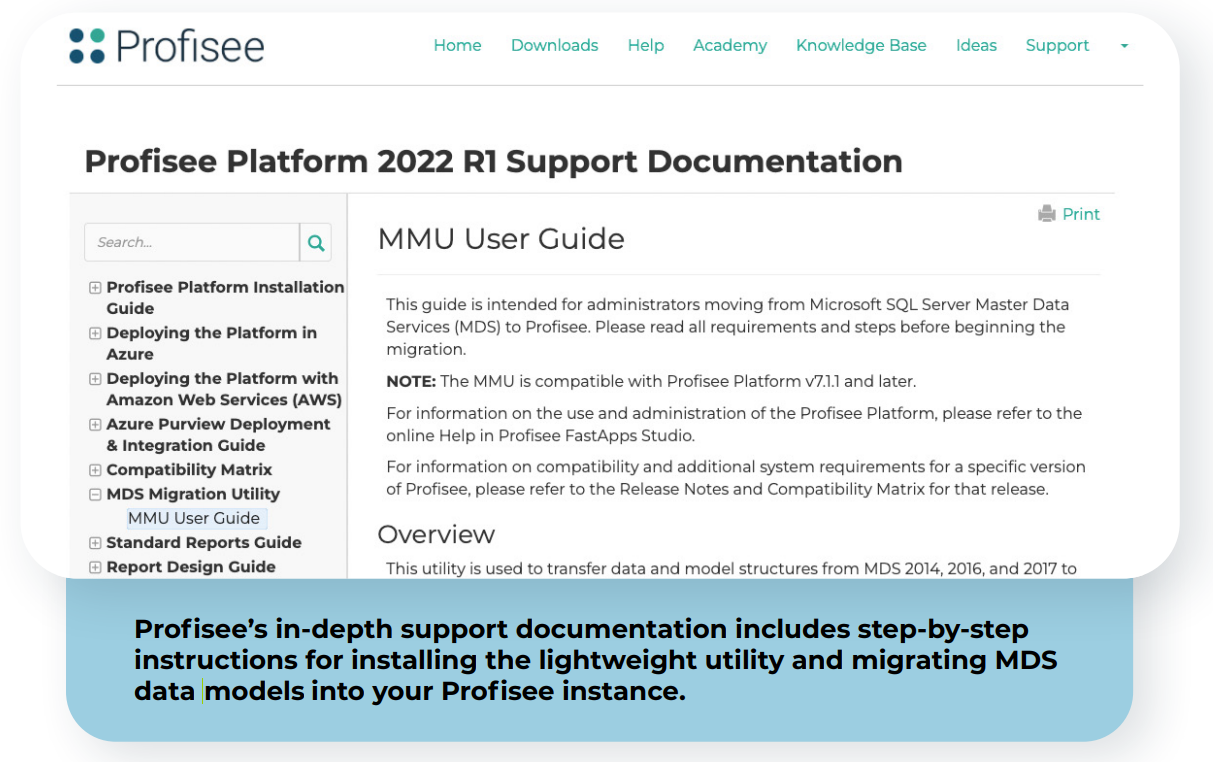 Profisee
Home Downloads Help Academy Knowledge Base Ideas Support
Profisee Platform 2022 R1 Support Documentation
Search...
Profisee Platform Installation
Guide
Deploying the Platform in
Azure
Deploying the Platform with
Amazon Web Services (AWS)
Azure Purview Deployment
& Integration Guide
Compatibility Matrix
MDS Migration Utility
MMU User Guide
Standard Reports Guide
Report Design Guide
Print
MMU User Guide
This guide is intended for administrators moving from Microsoft SQL Server Master Data
Services (MDS) to Profisee. Please read all requirements and steps before beginning the
migration.
NOTE: The MMU is compatible with Profisee Platform v7.1.1 and later.
For information on the use and administration of the Profisee Platform, please refer to the
online Help in Profisee FastApps Studio.
For information on compatibility and additional system requirements for a specific version
of Profisee, please refer to the Release Notes and Compatibility Matrix for that release.
Overview
This utility is used to transfer data and model structures from MDS 2014, 2016, and 2017 to
Profisee’s in-depth support documentation includes step-by-step
instructions for installing the lightweight utility and migrating MDS
data models into your Profisee instance.